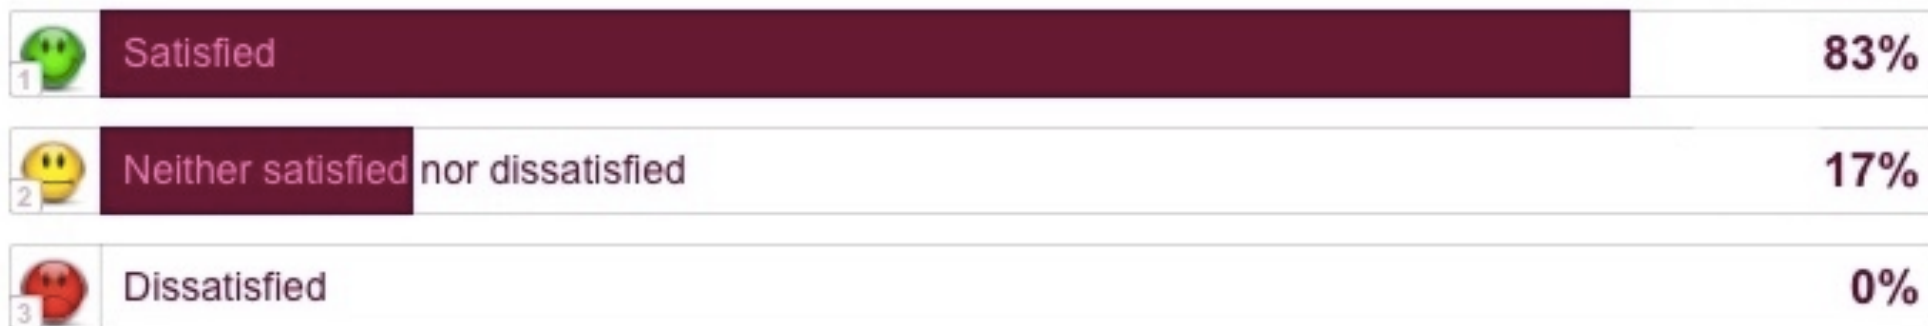 1 Satisfied 83%
2 Neither satisfied nor dissatisfied 17%
3 Dissatisfied 0%